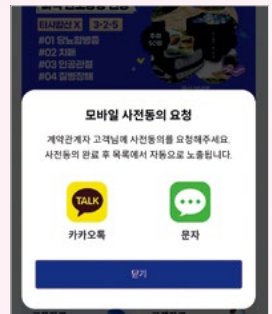 타사합산 X 3-2-5
#01 당뇨합병증
#02 치매
#03 인공관절
#04 질병장해
모바일 사전동의 요청
계약관계자 고객님께 사전동의를 요청해주세요.
사전동의 완료 후 목록에서 자동으로 노출됩니다.
TALK
카카오톡
문자
닫기